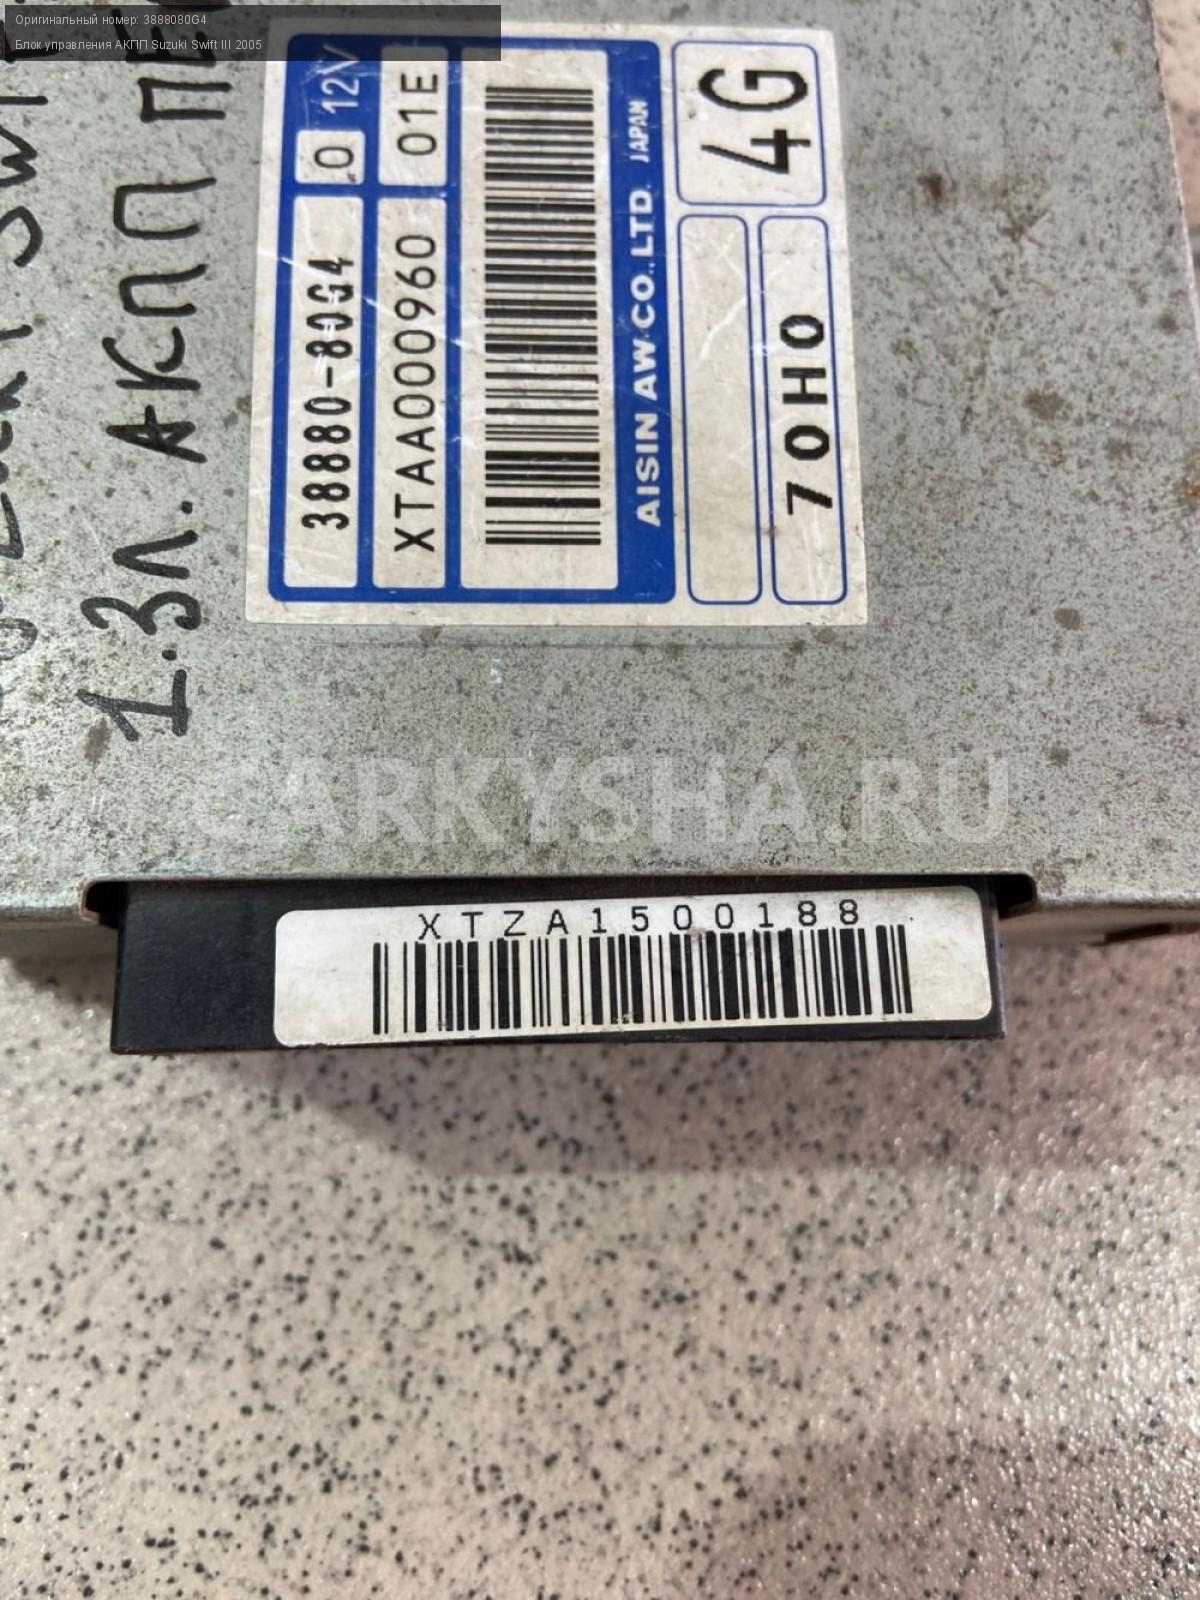 Оригинальный номер: 3888080G4
Блок управления АКПП Suzuki Swift III 2005
1.3л. АКПП
38880-80G4 .0 12V
XTAA000960 01E
AISIN AW CO.,LTD. JAPAN
4G
70H0
CARKYSHA.RU
XTZA1500188